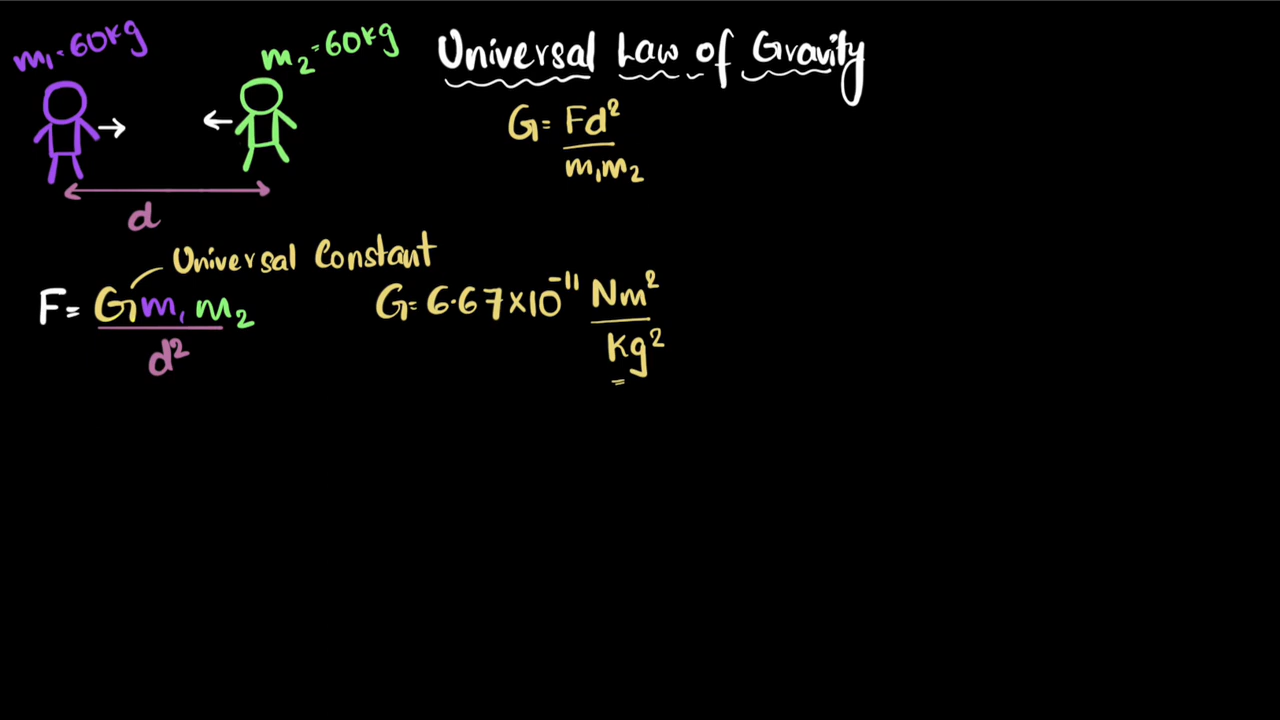 m₁=60kg
m₂=60kg
Universal Law of Gravity
G=Fd²
m₁m₂
d
Universal Constant
F=Gm₁m₂
d²
G=6.67×10⁻¹¹ Nm²
kg²